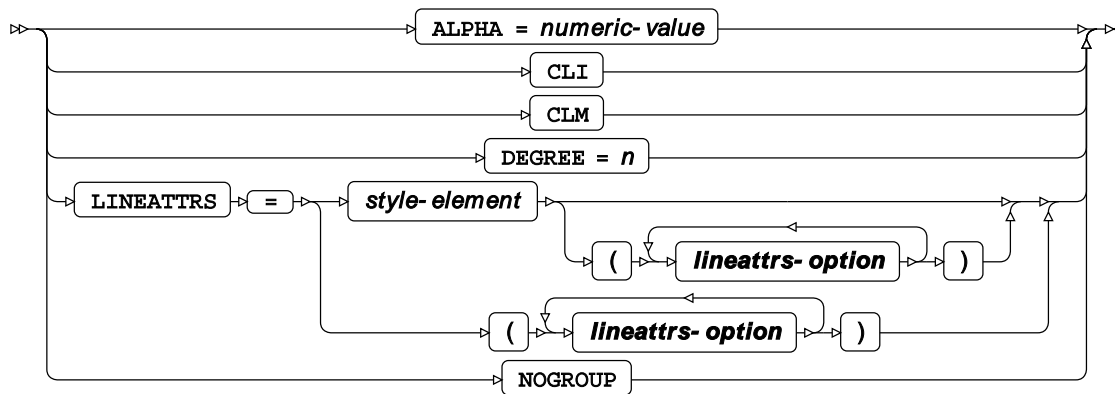 ALPHA = numeric-value
CLI
CLM
DEGREE = n
LINEATTRS = style-element
( lineattrs-option )
( lineattrs-option )
NOGROUP